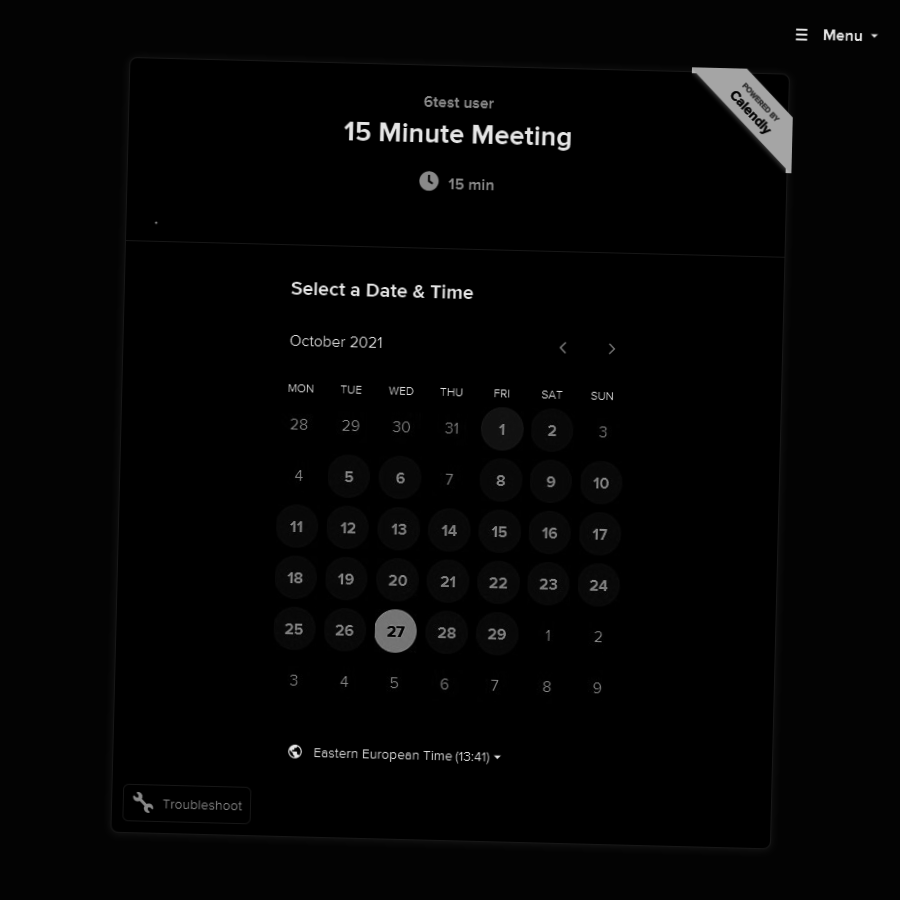 Menu
POWERED BY
Calendly
6test user
15 Minute Meeting
15 min
Select a Date & Time
October 2021
MON TUE WED THU FRI SAT SUN
28 29 30 31 1 2 3
4 5 6 7 8 9 10
11 12 13 14 15 16 17
18 19 20 21 22 23 24
25 26 27 28 29 1 2
3 4 5 6 7 8 9
Eastern European Time (13:41)
Troubleshoot